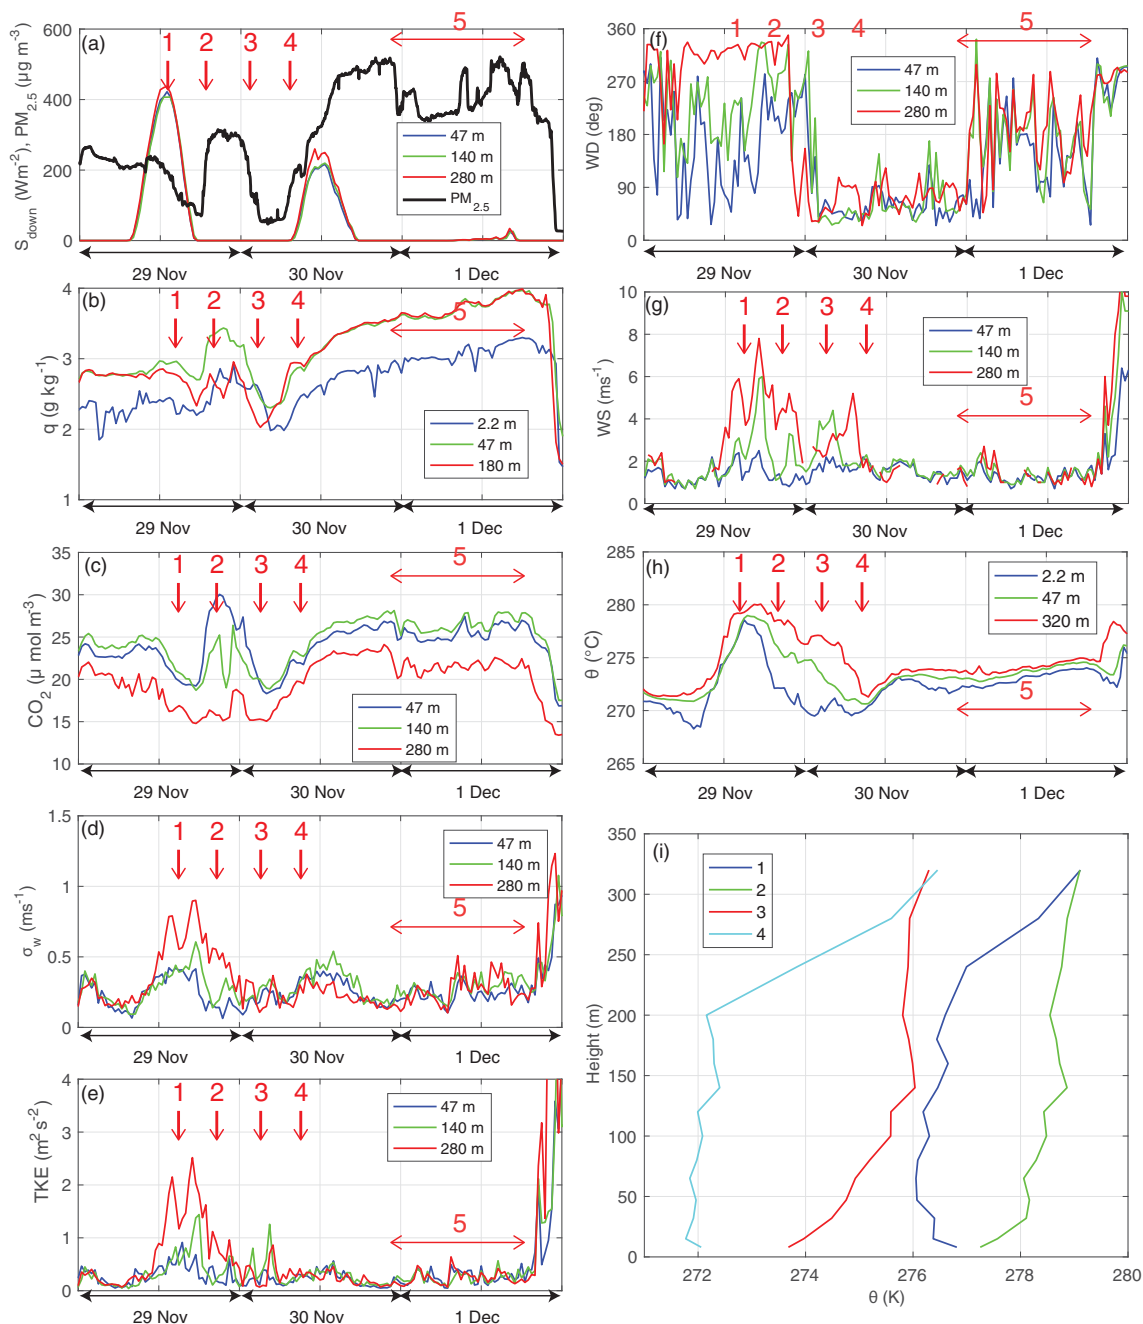 (a)
S_down (Wm⁻²), PM₂.₅ (µg m⁻³)
600
400
200
0
1 2 3 4 5
47 m
140 m
280 m
PM₂.₅
29 Nov 30 Nov 1 Dec
(b)
q (g kg⁻¹)
4
3
2
1
1 2 3 4 5
2.2 m
47 m
180 m
29 Nov 30 Nov 1 Dec
(c)
CO₂ (µ mol m⁻³)
35
30
25
20
15
10
1 2 3 4 5
47 m
140 m
280 m
29 Nov 30 Nov 1 Dec
(d)
σ_w (ms⁻¹)
1.5
1
0.5
0
1 2 3 4 5
47 m
140 m
280 m
29 Nov 30 Nov 1 Dec
(e)
TKE (m² s⁻²)
4
3
2
1
0
1 2 3 4 5
47 m
140 m
280 m
29 Nov 30 Nov 1 Dec
(f)
WD (deg)
360
270
180
90
0
1 2 3 4 5
47 m
140 m
280 m
29 Nov 30 Nov 1 Dec
(g)
WS (ms⁻¹)
10
8
6
4
2
0
1 2 3 4 5
47 m
140 m
280 m
29 Nov 30 Nov 1 Dec
(h)
θ (°C)
285
280
275
270
265
1 2 3 4 5
2.2 m
47 m
320 m
29 Nov 30 Nov 1 Dec
(i)
Height (m)
350
300
250
200
150
100
50
0
1
2
3
4
272 274 276 278 280
θ (K)